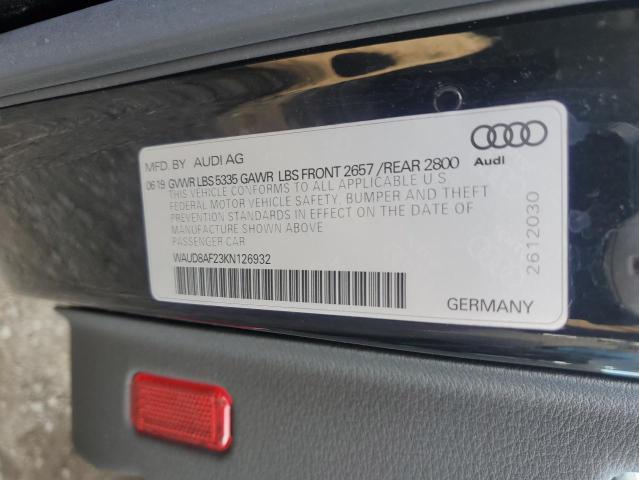 MFD. BY AUDI AG
06 19 GVWR LBS 5335 GAWR LBS FRONT 2657 /REAR 2800
THIS VEHICLE CONFORMS TO ALL APPLICABLE U.S.
FEDERAL MOTOR VEHICLE SAFETY, BUMPER AND THEFT
PREVENTION STANDARDS IN EFFECT ON THE DATE OF
MANUFACTURE SHOWN ABOVE
PASSENGER CAR
WAUD8AF23KN126932
Audi
2612030
GERMANY